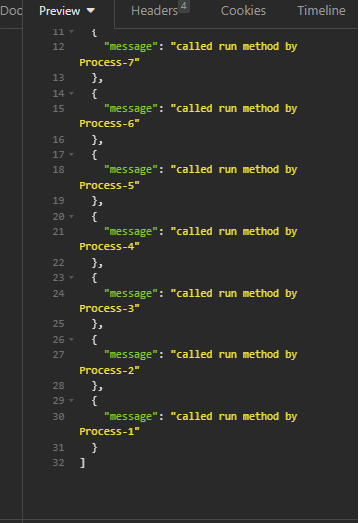 Doc Preview Headers 4 Cookies Timeline
11 {
12 "message": "called run method by
Process-7"
13 },
14 {
15 "message": "called run method by
Process-6"
16 },
17 {
18 "message": "called run method by
Process-5"
19 },
20 {
21 "message": "called run method by
Process-4"
22 },
23 {
24 "message": "called run method by
Process-3"
25 },
26 {
27 "message": "called run method by
Process-2"
28 },
29 {
30 "message": "called run method by
Process-1"
31 }
32 ]